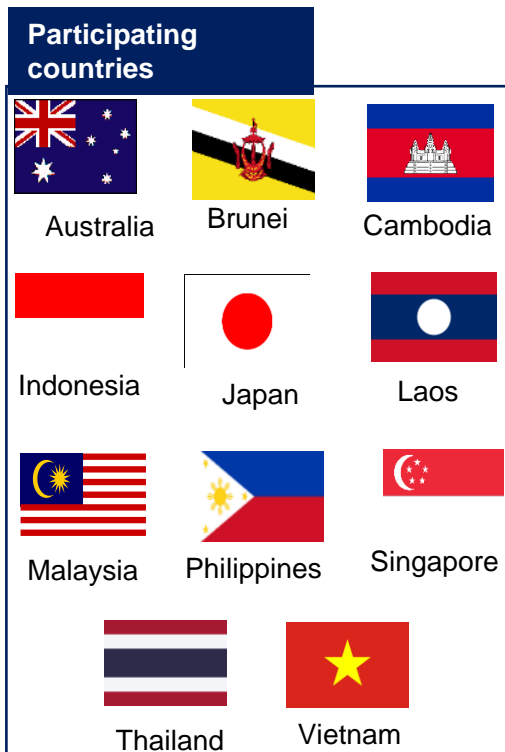 Participating
countries
Australia
Brunei
Cambodia
Indonesia
Japan
Laos
Malaysia
Philippines
Singapore
Thailand
Vietnam